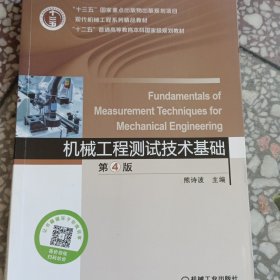 “十三五”国家重点出版物出版规划项目
现代机械工程系列精品教材
“十二五”普通高等教育本科国家级规划教材
Fundamentals of
Measurement Techniques for
Mechanical Engineering
机械工程测试技术基础
第4版
熊诗波 主编
机械工业出版社